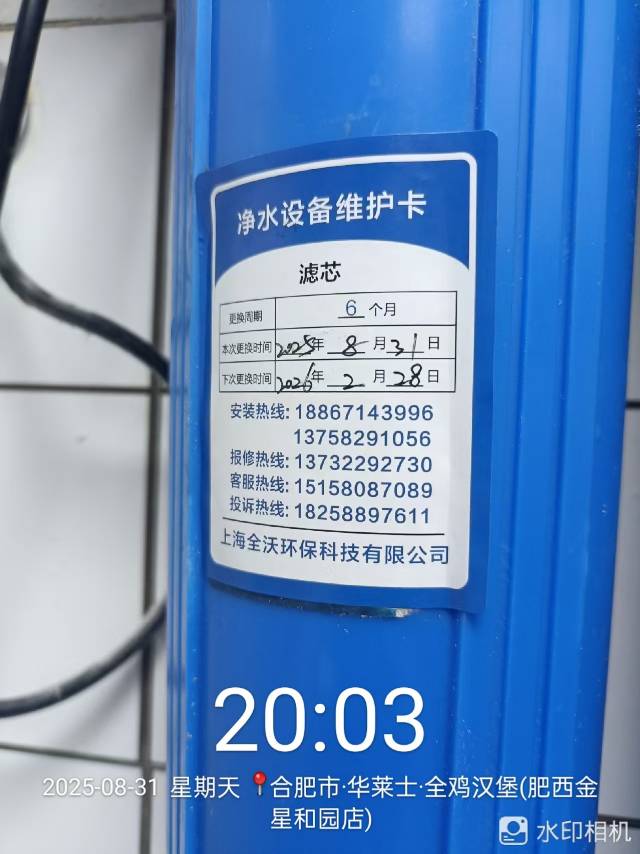 净水设备维护卡
滤芯
更换周期 6 个月
本次更换时间 2025年 8 月 31 日
下次更换时间 2026年 2 月 28 日
安装热线: 18867143996
13758291056
报修热线: 13732292730
客服热线: 15158087089
投诉热线: 18258897611
上海全沃环保科技有限公司
20:03
2025-08-31 星期天 📍合肥市·华莱士·全鸡汉堡(肥西金
星和园店)
水印相机